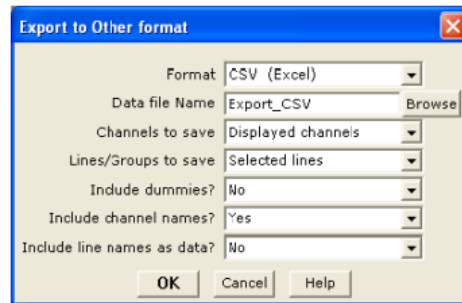 Export to Other format
Format CSV (Excel)
Data file Name Export_CSV Browse
Channels to save Displayed channels
Lines/Groups to save Selected lines
Include dummies? No
Include channel names? Yes
Include line names as data? No
OK Cancel Help